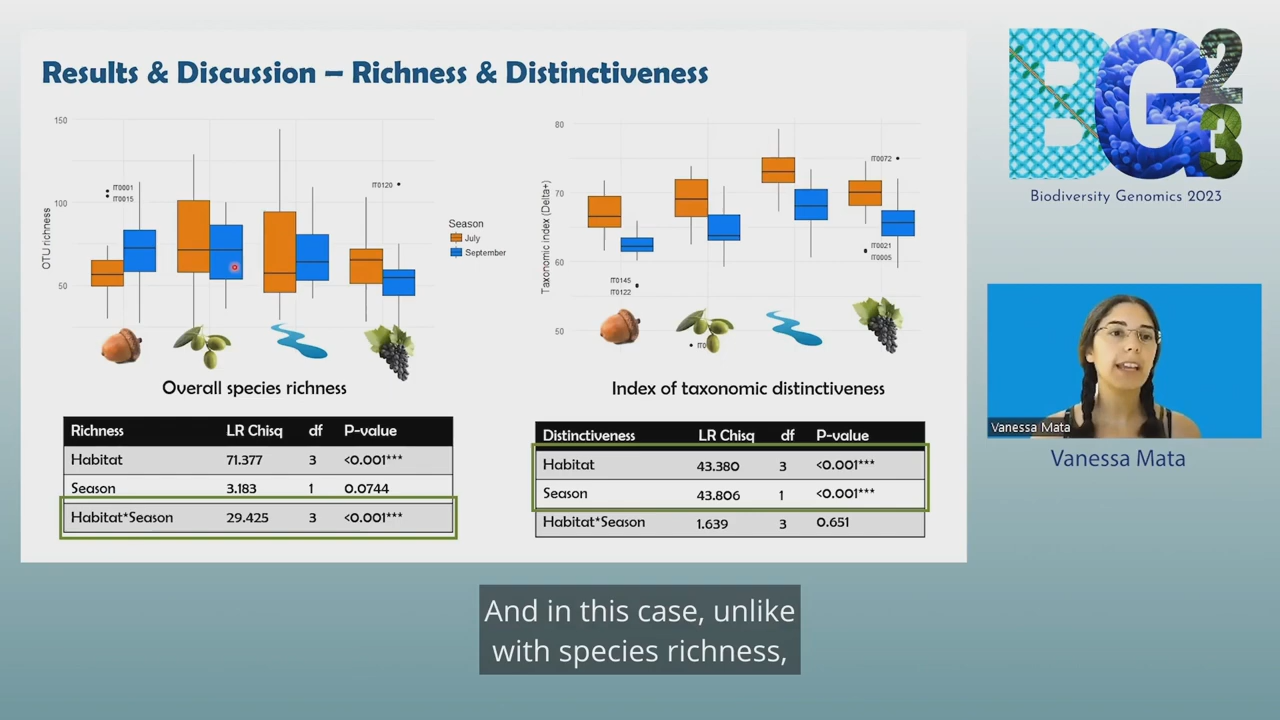 Results & Discussion – Richness & Distinctiveness
150
100
50
OTU richness
IT0001
IT0015
IT0120
Season
July
September
Overall species richness
80
70
60
50
Taxonomic index (Delta+)
IT0145
IT0122
IT0072
IT0021
IT0005
Index of taxonomic distinctiveness
Richness LR Chisq df P-value
Habitat 71.377 3 <0.001***
Season 3.183 1 0.0744
Habitat*Season 29.425 3 <0.001***
Distinctiveness LR Chisq df P-value
Habitat 43.380 3 <0.001***
Season 43.806 1 <0.001***
Habitat*Season 1.639 3 0.651
BG23
Biodiversity Genomics 2023
Vanessa Mata
Vanessa Mata
And in this case, unlike
with species richness,